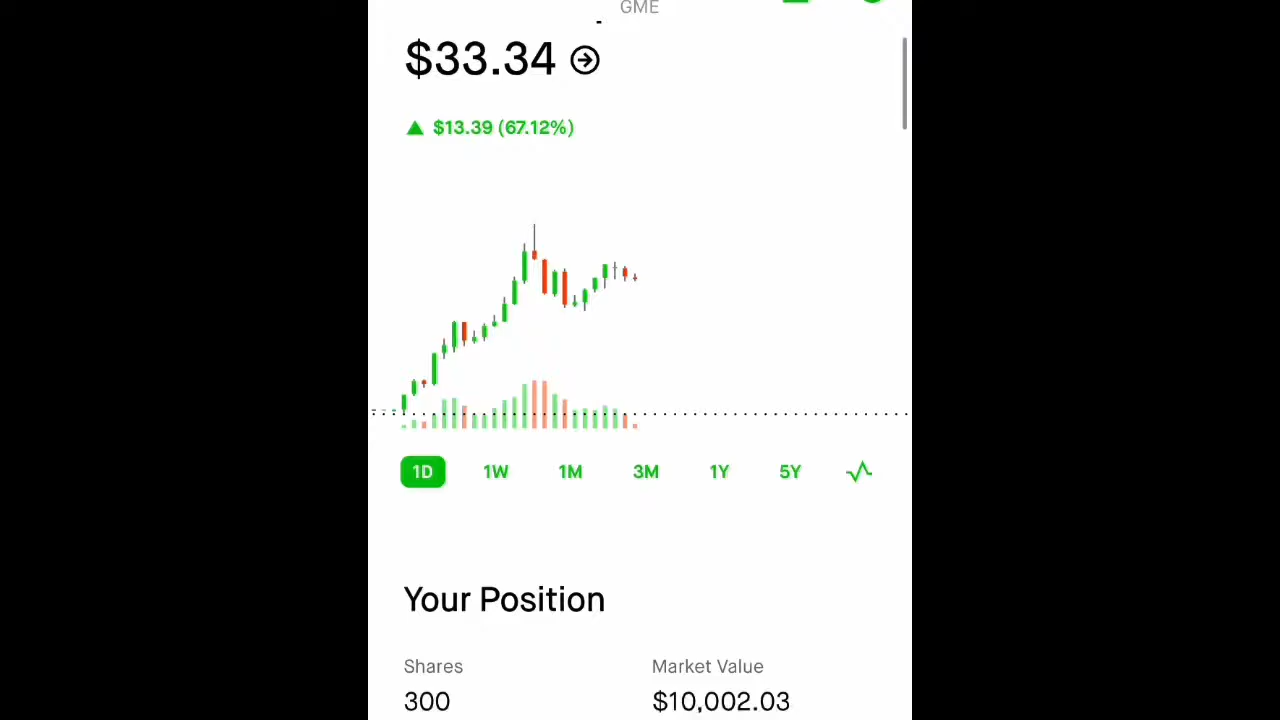 GME
$33.34
$13.39 (67.12%)
1D 1W 1M 3M 1Y 5Y
Your Position
Shares Market Value
300 $10,002.03